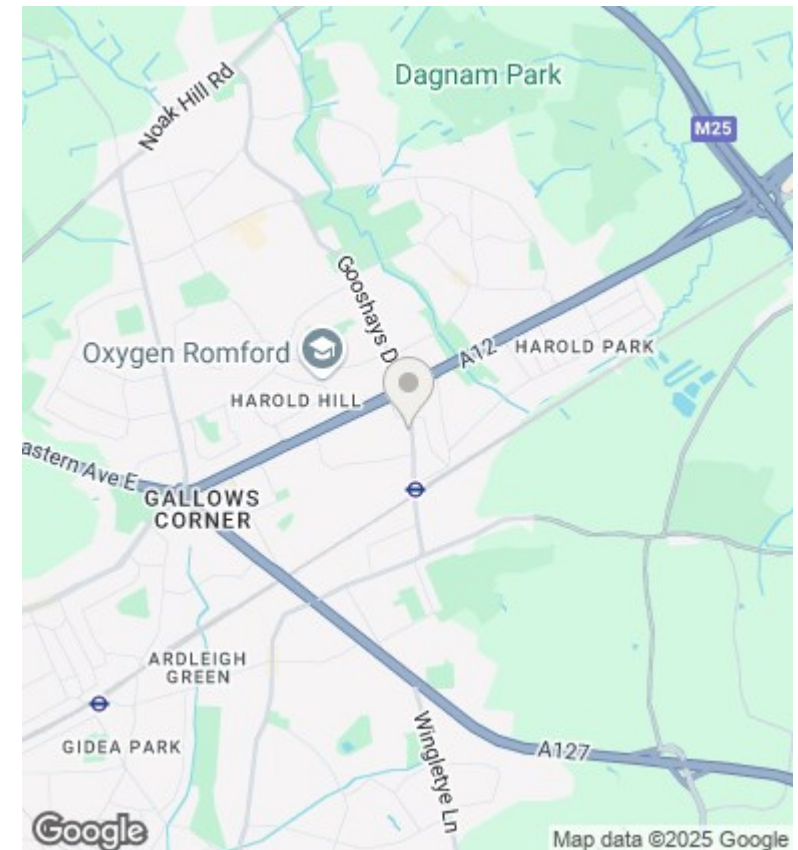 Noak Hill Rd
Dagnam Park
M25
Gooshays D
A12
HAROLD PARK
Oxygen Romford
HAROLD HILL
astern Ave E
GALLOWS
CORNER
ARDLEIGH
GREEN
GIDEA PARK
Wingletye Ln
A127
Google
Map data ©2025 Google